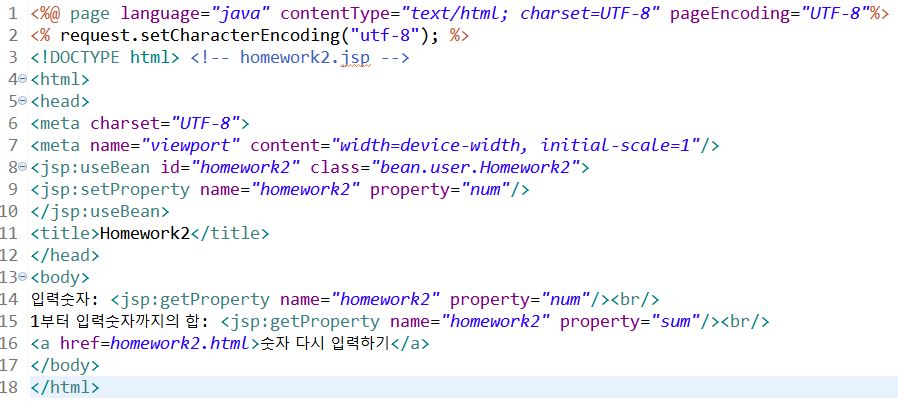 1 <%@ page language="java" contentType="text/html; charset=UTF-8" pageEncoding="UTF-8"%>
2 <% request.setCharacterEncoding("utf-8"); %>
3 <!DOCTYPE html> <!-- homework2.jsp -->
4 <html>
5 <head>
6 <meta charset="UTF-8">
7 <meta name="viewport" content="width=device-width, initial-scale=1"/>
8 <jsp:useBean id="homework2" class="bean.user.Homework2">
9 <jsp:setProperty name="homework2" property="num"/>
10 </jsp:useBean>
11 <title>Homework2</title>
12 </head>
13 <body>
14 입력숫자: <jsp:getProperty name="homework2" property="num"/><br/>
15 1부터 입력숫자까지의 합: <jsp:getProperty name="homework2" property="sum"/><br/>
16 <a href=homework2.html>숫자 다시 입력하기</a>
17 </body>
18 </html>